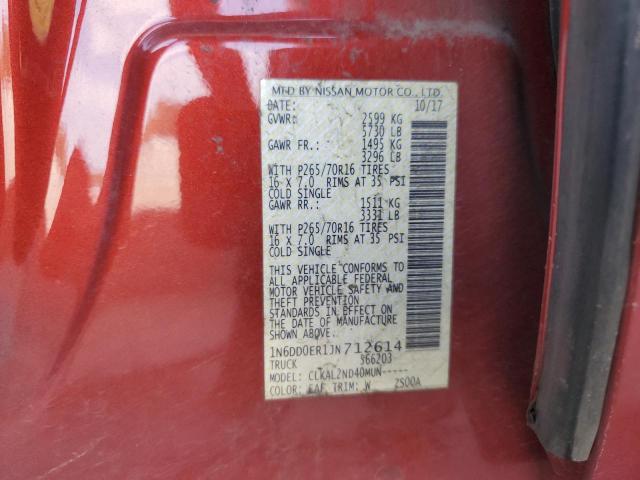 MFD BY NISSAN MOTOR CO., LTD.
DATE: 10/17
GVWR: 2599 KG
5730 LB
GAWR FR.: 1495 KG
3296 LB
WITH P265/70R16 TIRES
16 X 7.0 RIMS AT 35 PSI
COLD SINGLE
GAWR RR.: 1511 KG
3331 LB
WITH P265/70R16 TIRES
16 X 7.0 RIMS AT 35 PSI
COLD SINGLE
THIS VEHICLE CONFORMS TO
ALL APPLICABLE FEDERAL
MOTOR VEHICLE SAFETY AND
THEFT PREVENTION
STANDARDS IN EFFECT ON
THE DATE OF MANUFACTURE
SHOWN ABOVE.
1N6DD0ER1JN712614
TRUCK S66203
MODEL: CLKAL2ND40MUN-----
COLOR: EAF TRIM: W 2S00A